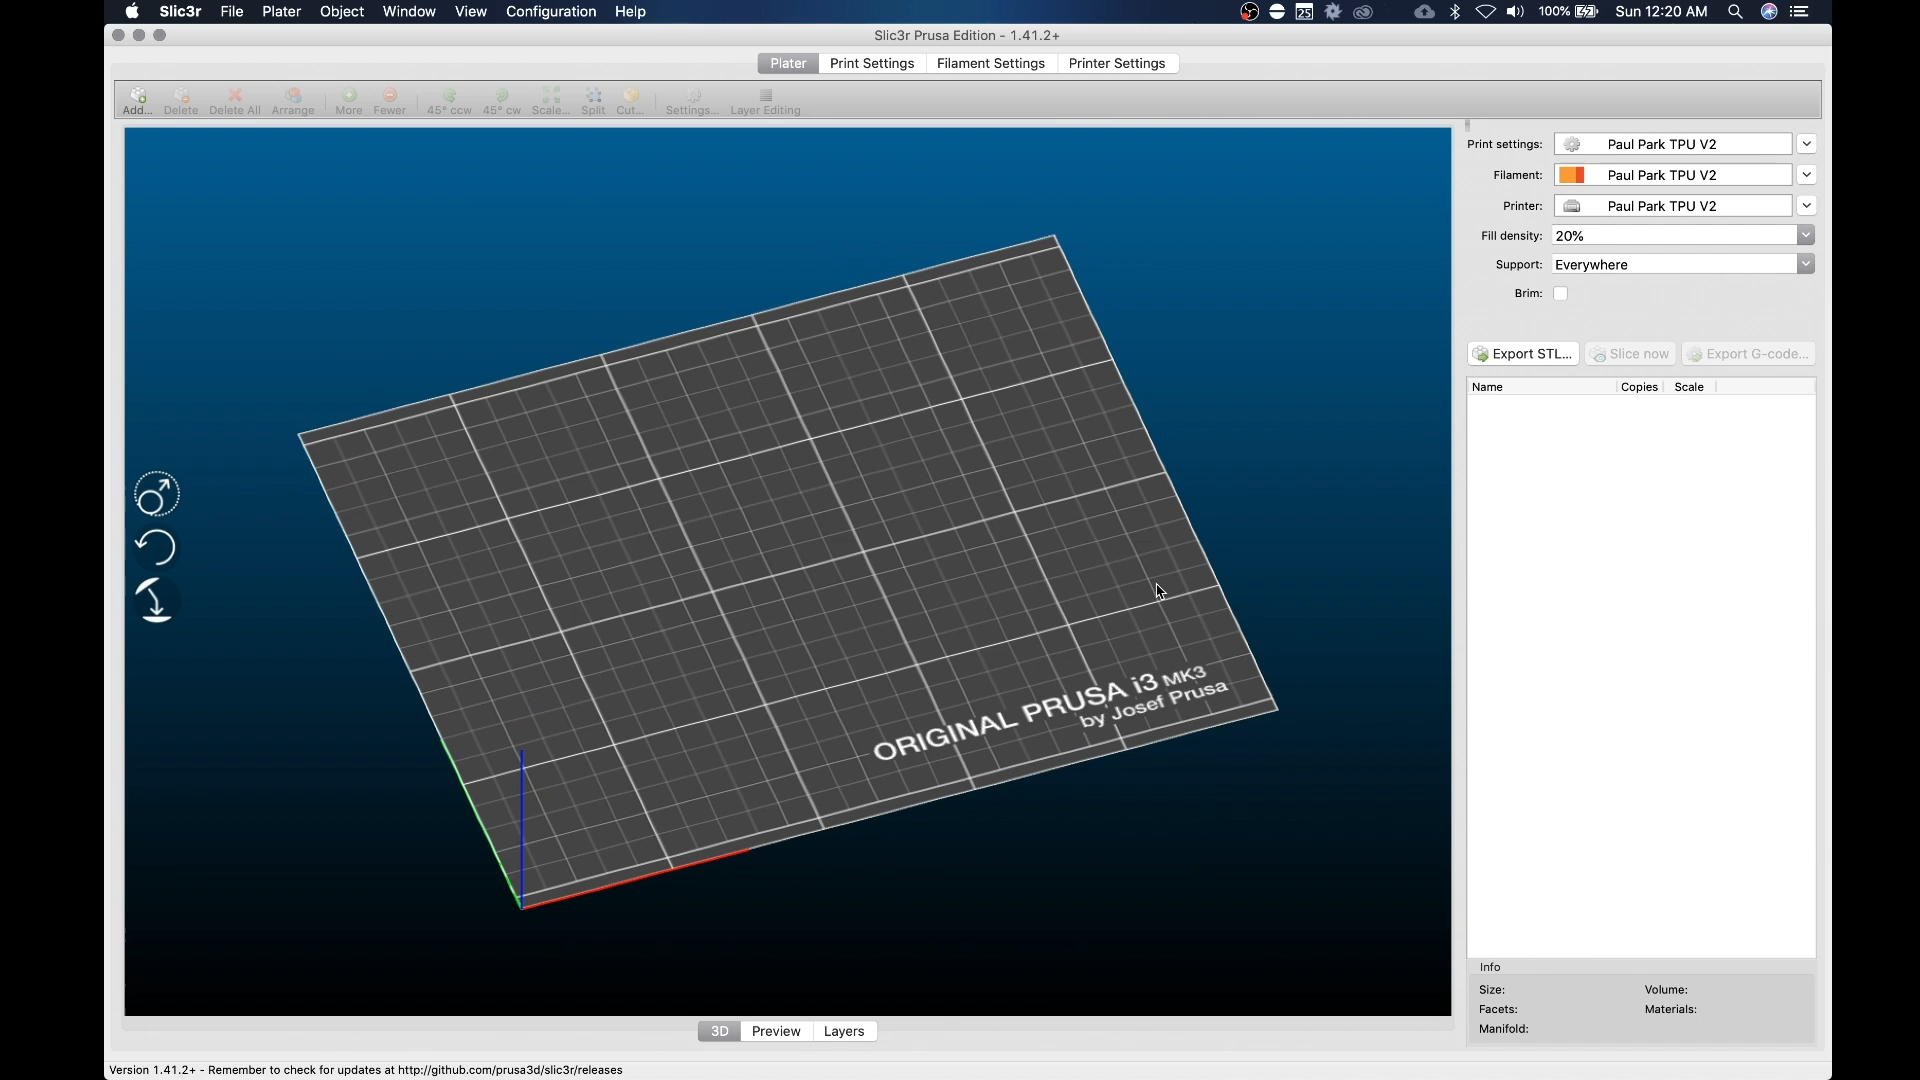 Slic3r File Plater Object Window View Configuration Help 25 100% Sun 12:20 AM
Slic3r Prusa Edition - 1.41.2+
Plater Print Settings Filament Settings Printer Settings
Add... Delete Delete All Arrange More Fewer 45° ccw 45° cw Scale... Split Cut... Settings... Layer Editing
Print settings: Paul Park TPU V2
Filament: Paul Park TPU V2
Printer: Paul Park TPU V2
Fill density: 20%
Support: Everywhere
Brim:
Export STL... Slice now Export G-code...
Name Copies Scale
ORIGINAL PRUSA i3 MK3
by Josef Prusa
Info
Size: Volume:
Facets: Materials:
Manifold:
3D Preview Layers
Version 1.41.2+ - Remember to check for updates at http://github.com/prusa3d/slic3r/releases